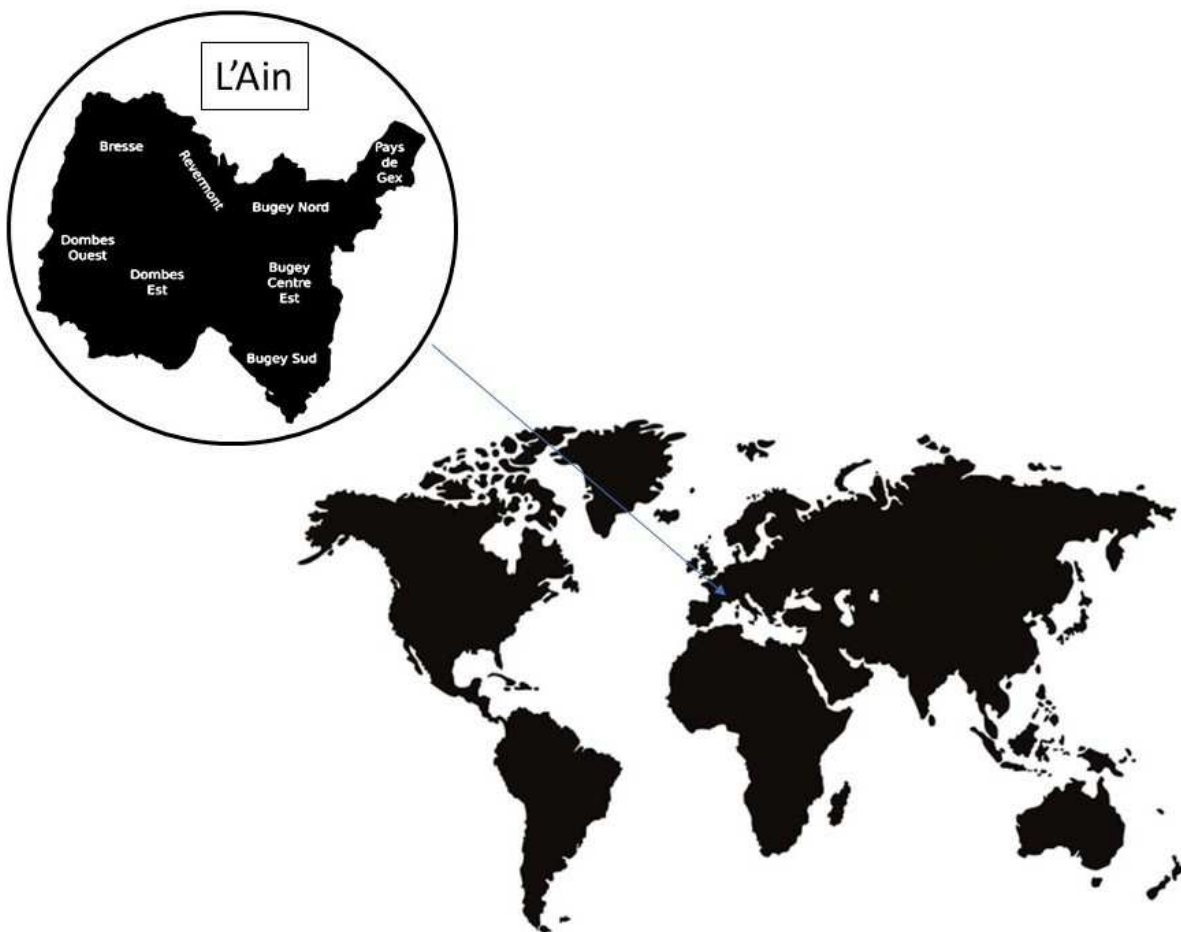 L'Ain
Bresse
Revermont
Pays
de
Gex
Bugey Nord
Dombes
Ouest
Dombes
Est
Bugey
Centre
Est
Bugey Sud